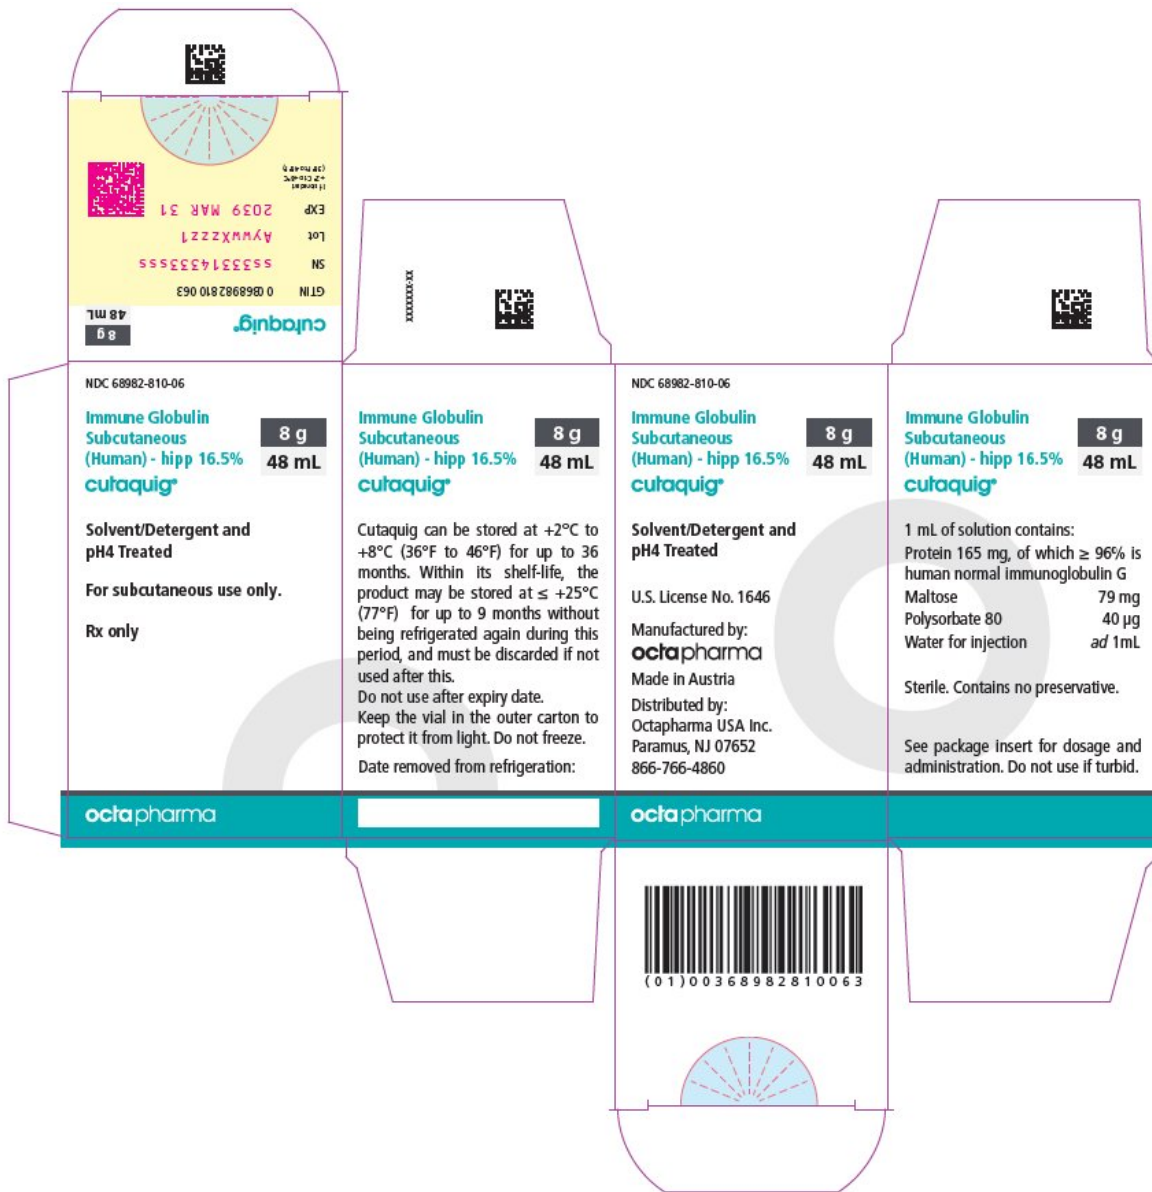 cutaquig®
8 g
48 mL
GTIN
SN
Lot AywwXzzz1
EXP 2039 MAR 31
If stored at
XX-XXXXXXX
NDC 68982-810-06
Immune Globulin
Subcutaneous
(Human) - hipp 16.5%
cutaquig®
8 g
48 mL
Solvent/Detergent and
pH4 Treated
For subcutaneous use only.
Rx only
octapharma
Immune Globulin
Subcutaneous
(Human) - hipp 16.5%
cutaquig®
8 g
48 mL
Cutaquig can be stored at +2°C to
+8°C (36°F to 46°F) for up to 36
months. Within its shelf-life, the
product may be stored at ≤ +25°C
(77°F) for up to 9 months without
being refrigerated again during this
period, and must be discarded if not
used after this.
Do not use after expiry date.
Keep the vial in the outer carton to
protect it from light. Do not freeze.
Date removed from refrigeration:
NDC 68982-810-06
Immune Globulin
Subcutaneous
(Human) - hipp 16.5%
cutaquig®
8 g
48 mL
Solvent/Detergent and
pH4 Treated
U.S. License No. 1646
Manufactured by:
octapharma
Made in Austria
Distributed by:
Octapharma USA Inc.
Paramus, NJ 07652
866-766-4860
octapharma
(01)00368982810063
Immune Globulin
Subcutaneous
(Human) - hipp 16.5%
cutaquig®
8 g
48 mL
1 mL of solution contains:
Protein 165 mg, of which ≥ 96% is
human normal immunoglobulin G
Maltose 79 mg
Polysorbate 80 40 µg
Water for injection ad 1mL
Sterile. Contains no preservative.
See package insert for dosage and
administration. Do not use if turbid.